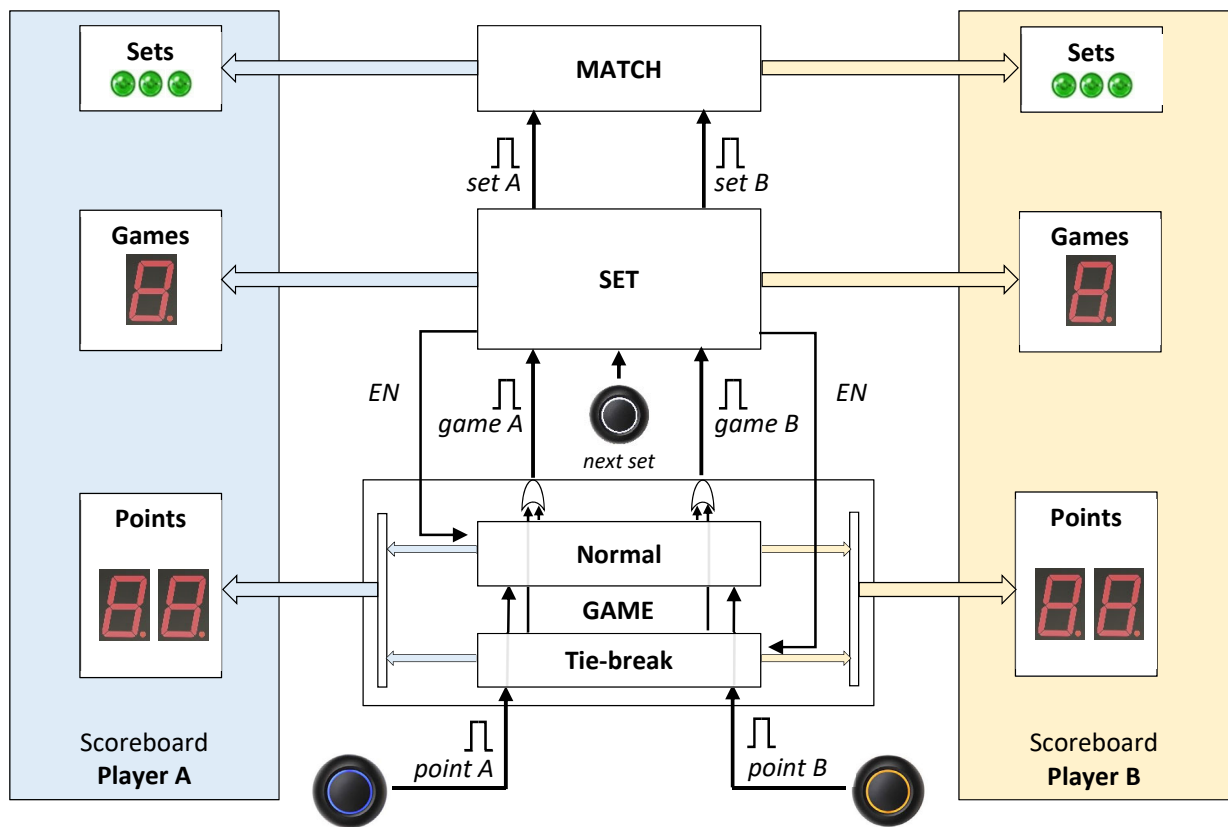 Sets
MATCH
Sets
set A
set B
Games
SET
Games
EN
game A
next set
game B
EN
Points
Normal
Points
GAME
Tie-break
Scoreboard
Player A
point A
point B
Scoreboard
Player B